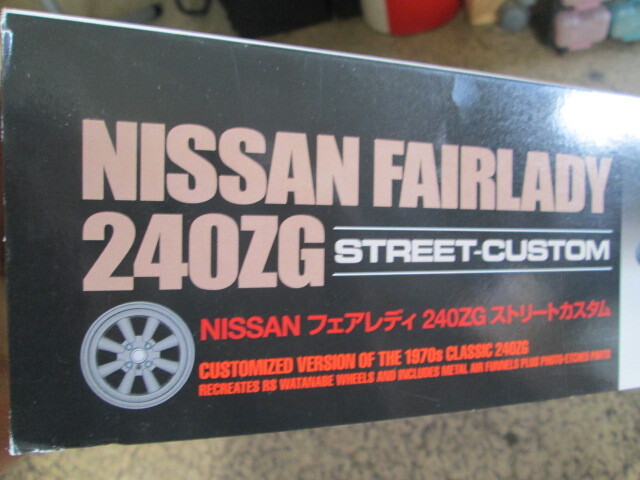 NISSAN FAIRLADY
240ZG STREET-CUSTOM
NISSAN フェアレディ 240ZG ストリートカスタム
CUSTOMIZED VERSION OF THE 1970s CLASSIC 240ZG
RECREATES RS WATANABE WHEELS AND INCLUDES METAL AIR FUNNELS PLUS PHOTO-ETCHED PARTS